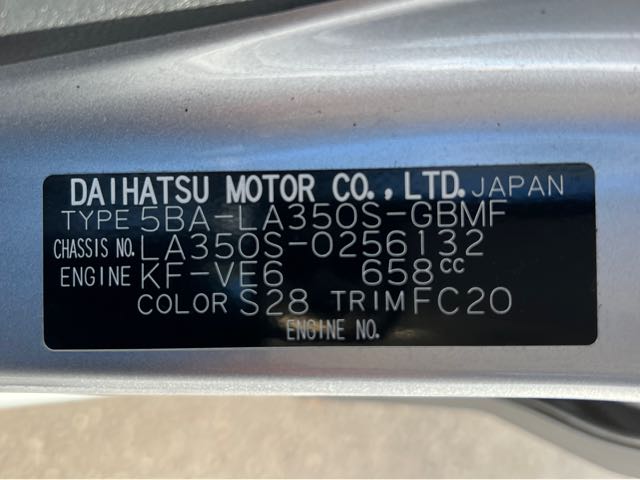 DAIHATSU MOTOR CO., LTD. JAPAN
TYPE 5BA-LA350S-GBMF
CHASSIS NO. LA350S-0256132
ENGINE KF-VE6 658cc
COLOR S28 TRIM FC20
ENGINE NO.